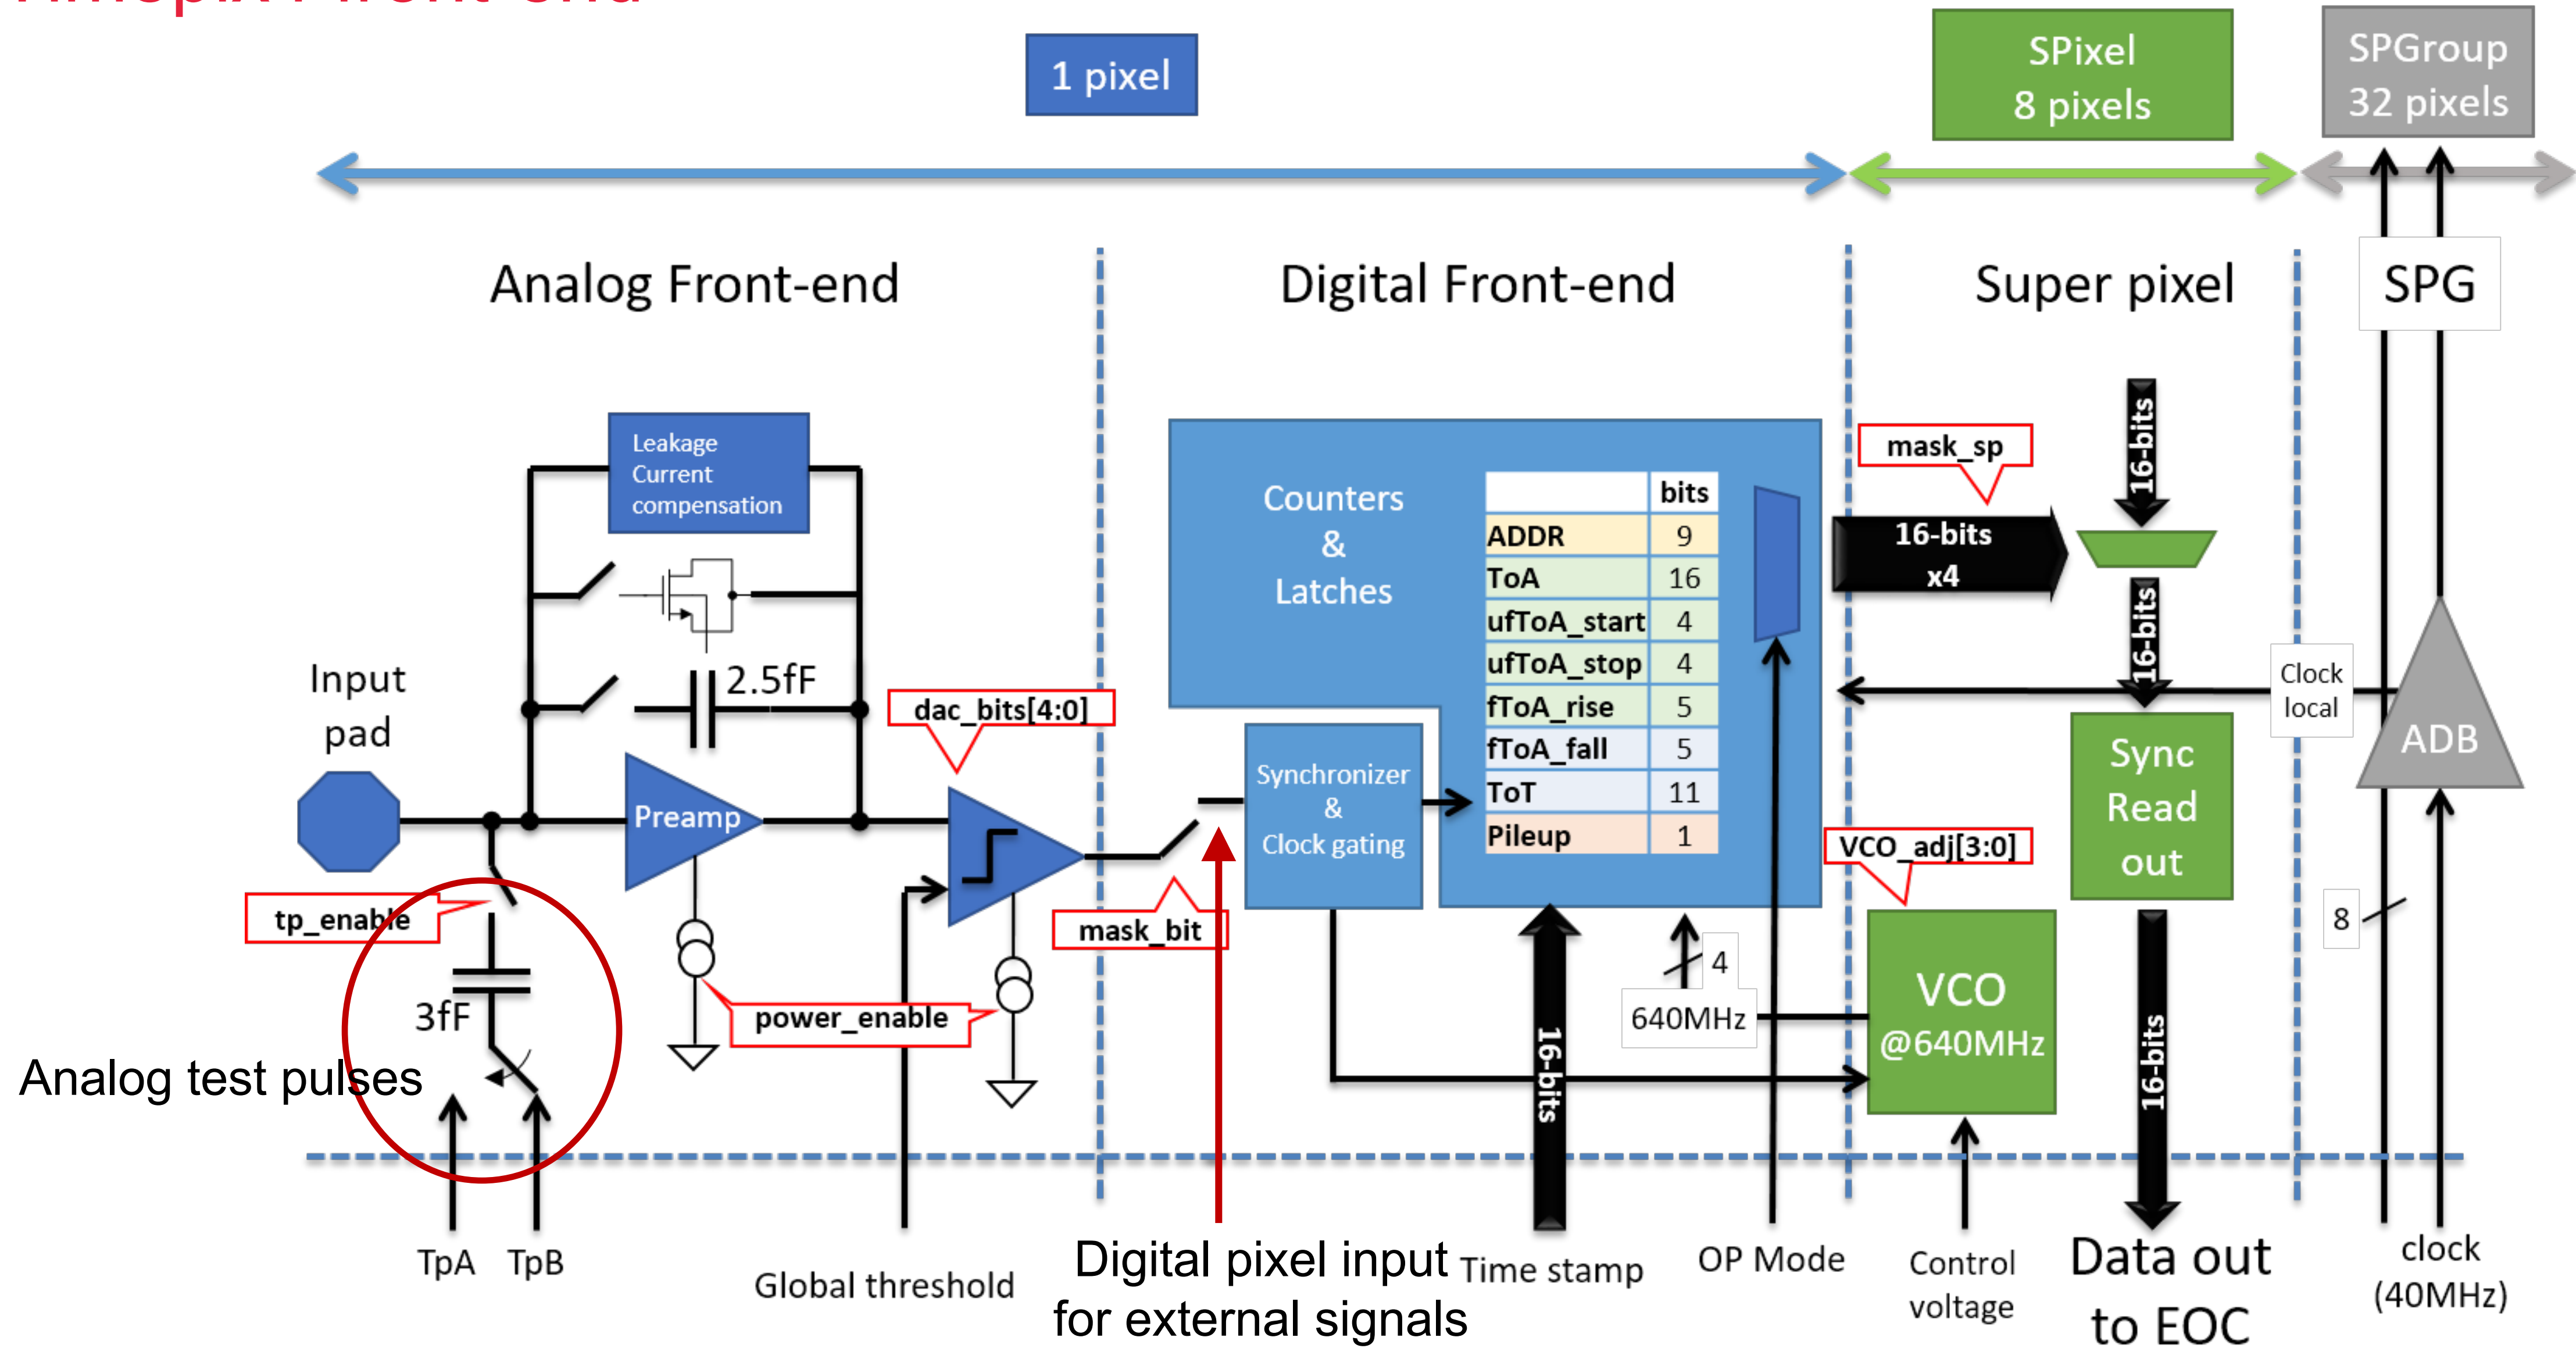 1 pixel
SPixel
8 pixels
SPGroup
32 pixels
Analog Front-end
Digital Front-end
Super pixel
SPG
Leakage
Current
compensation
2.5fF
Input
pad
Preamp
dac_bits[4:0]
tp_enable
3fF
Analog test pulses
power_enable
mask_bit
TpA
TpB
Global threshold
Counters
&
Latches
bits
ADDR 9
ToA 16
ufToA_start 4
ufToA_stop 4
fToA_rise 5
fToA_fall 5
ToT 11
Pileup 1
Synchronizer
&
Clock gating
4
640MHz
16-bits
Digital pixel input
for external signals
Time stamp
OP Mode
mask_sp
16-bits
x4
16-bits
16-bits
Clock
local
Sync
Read
out
VCO_adj[3:0]
VCO
@640MHz
16-bits
Control
voltage
Data out
to EOC
ADB
8
clock
(40MHz)